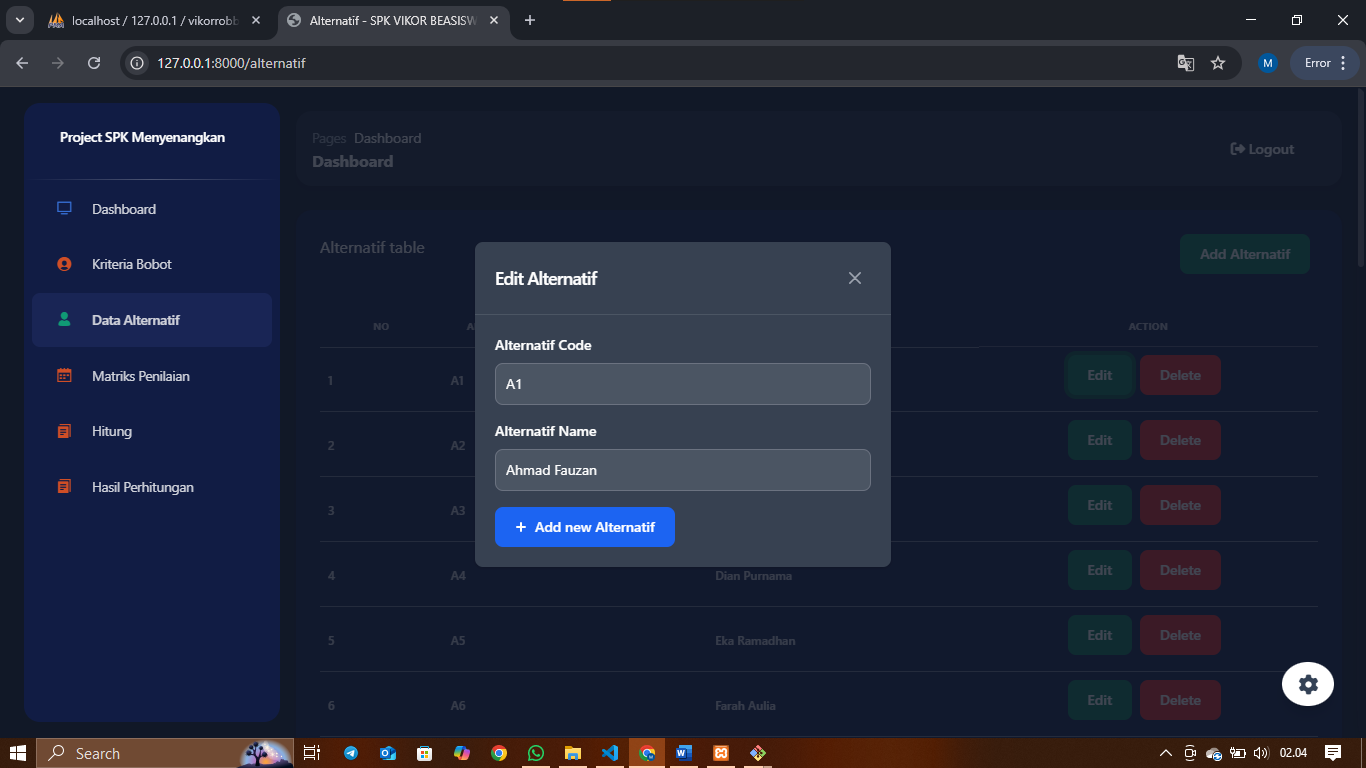 localhost / 127.0.0.1 / vikorrobb
Alternatif - SPK VIKOR BEASISW
127.0.0.1:8000/alternatif
M
Error
Project SPK Menyenangkan
Dashboard
Kriteria Bobot
Data Alternatif
Matriks Penilaian
Hitung
Hasil Perhitungan
Pages Dashboard
Dashboard
Logout
Alternatif table
Add Alternatif
NO
ACTION
1 A1 Edit Delete
2 A2 Edit Delete
3 A3 Edit Delete
4 A4 Dian Purnama Edit Delete
5 A5 Eka Ramadhan Edit Delete
6 A6 Farah Aulia Edit Delete
Edit Alternatif
Alternatif Code
A1
Alternatif Name
Ahmad Fauzan
+ Add new Alternatif
Search
02.04